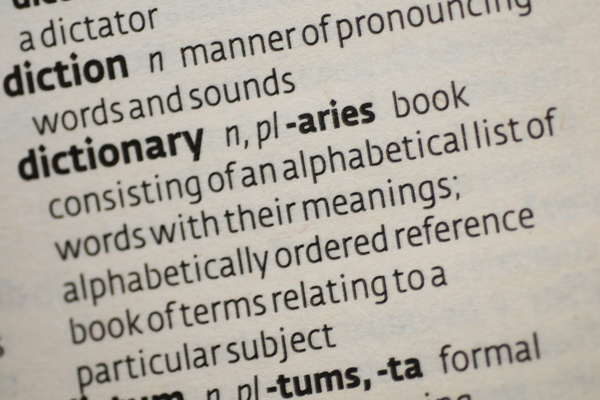 a dictator
diction n manner of pronouncing
words and sounds
dictionary n, pl -aries book
consisting of an alphabetical list of
words with their meanings;
alphabetically ordered reference
book of terms relating to a
particular subject
n, pl -tums, -ta formal